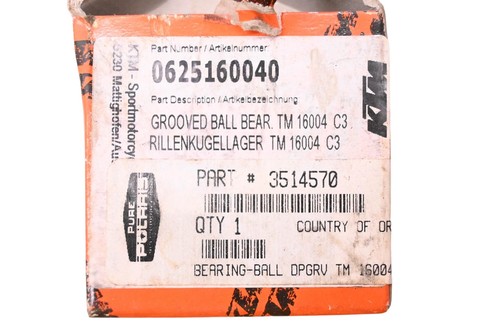 Part Number / Artikelnummer:
0625160040
Part Description / Artikelbezeichnung
GROOVED BALL BEAR. TM 16004 C3
RILLENKUGELLAGER TM 16004 C3
KTM
KTM - Sportmotorcyc
5230 Mattighofen/Au
PURE
POLARIS
PART # 3514570
QTY 1
COUNTRY OF OR
BEARING-BALL DPGRV TM 16004